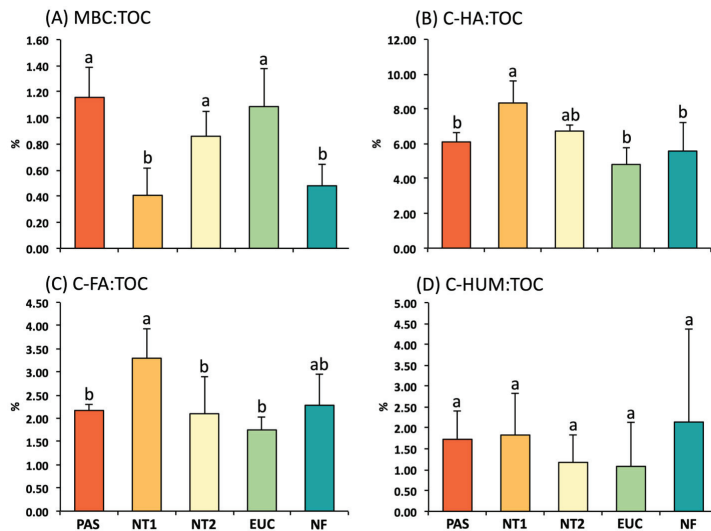 (A) MBC:TOC
1.60
1.40
1.20
1.00
0.80
0.60
0.40
0.20
0.00
%
a
b
a
a
b
(B) C-HA:TOC
12.00
10.00
8.00
6.00
4.00
2.00
0.00
%
b
a
ab
b
b
(C) C-FA:TOC
4.50
4.00
3.50
3.00
2.50
2.00
1.50
1.00
0.50
0.00
%
b
a
b
b
ab
PAS NT1 NT2 EUC NF
(D) C-HUM:TOC
5.00
4.50
4.00
3.50
3.00
2.50
2.00
1.50
1.00
0.50
0.00
%
a
a
a
a
a
PAS NT1 NT2 EUC NF